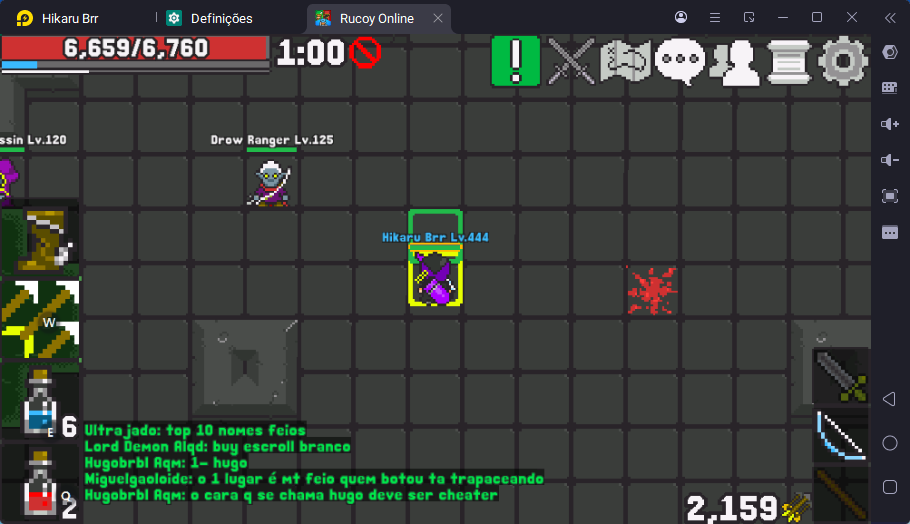 Hikaru Brr
Definições
Rucoy Online
6,659/6,760
1:00
ssin Lv.120
Drow Ranger Lv.125
Hikaru Brr Lv.444
W
E
6
Q
2
Ultra jado: top 10 nomes feios
Lord Demon Alqd: buy escroll branco
Hugobrbl Aqm: 1- hugo
Miguelgaoloide: o 1 lugar é mt feio quem botou ta trapaceando
Hugobrbl Aqm: o cara q se chama hugo deve ser cheater
2,159